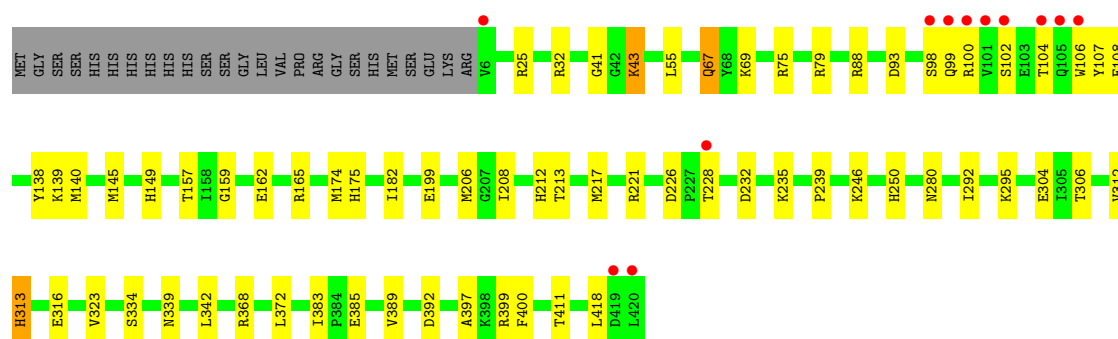 MET GLY SER SER HIS HIS HIS HIS HIS HIS SER SER GLY LEU VAL PRO ARG GLY SER HIS MET SER GLU LYS ARG V6 R25 R32 G41 G42 K43 L55 Q67 Y68 K69 R75 R79 R88 D93 S98 Q99 R100 V101 S102 E103 T104 Q105 W106 Y107
Y138 K139 M140 M145 H149 T157 I158 G159 E162 R165 M174 H175 I182 E199 M206 G207 I208 H212 T213 M217 R221 D226 P227 T228 D232 K235 P239 K246 H250 N280 I292 K295 E304 I305 T306
H313 E316 V323 S334 N339 L342 R368 L372 I383 P384 E385 V389 D392 A397 K398 R399 F400 T411 L418 D419 L420